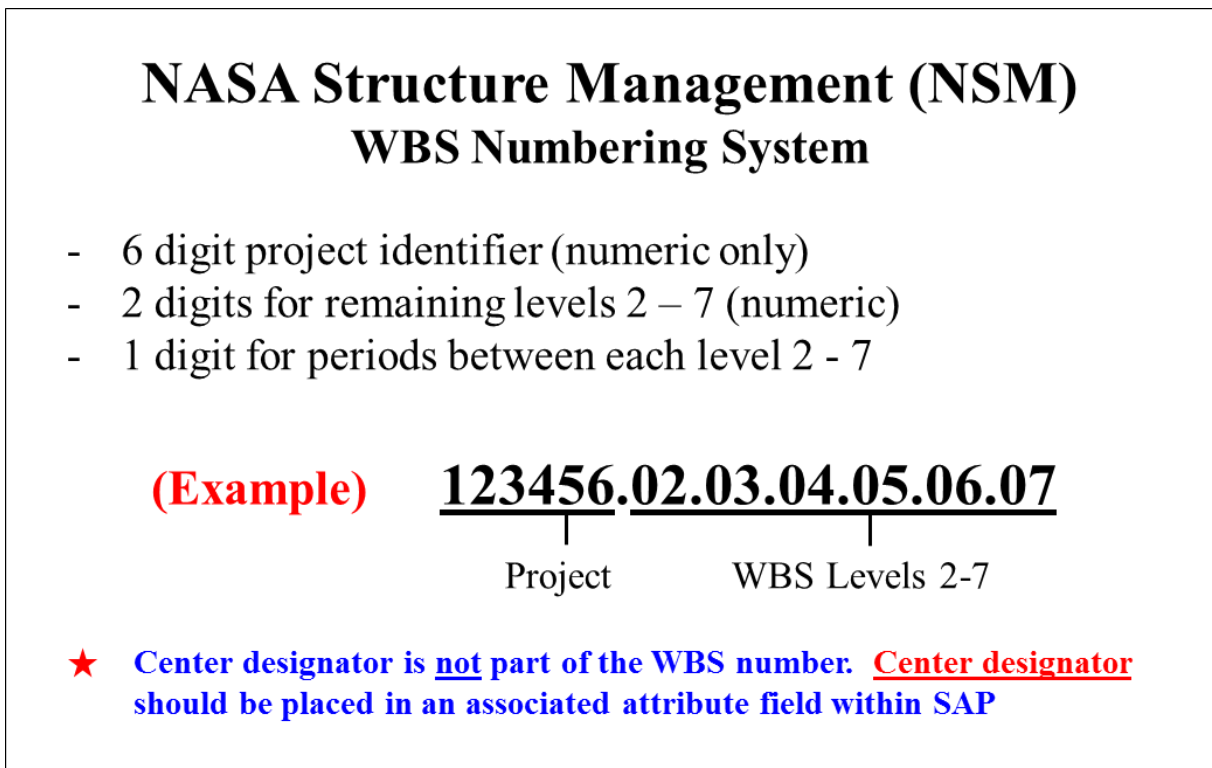 NASA Structure Management (NSM)
WBS Numbering System
- 6 digit project identifier (numeric only)
- 2 digits for remaining levels 2 – 7 (numeric)
- 1 digit for periods between each level 2 - 7
(Example) 123456.02.03.04.05.06.07
Project WBS Levels 2-7
★ Center designator is not part of the WBS number. Center designator
should be placed in an associated attribute field within SAP